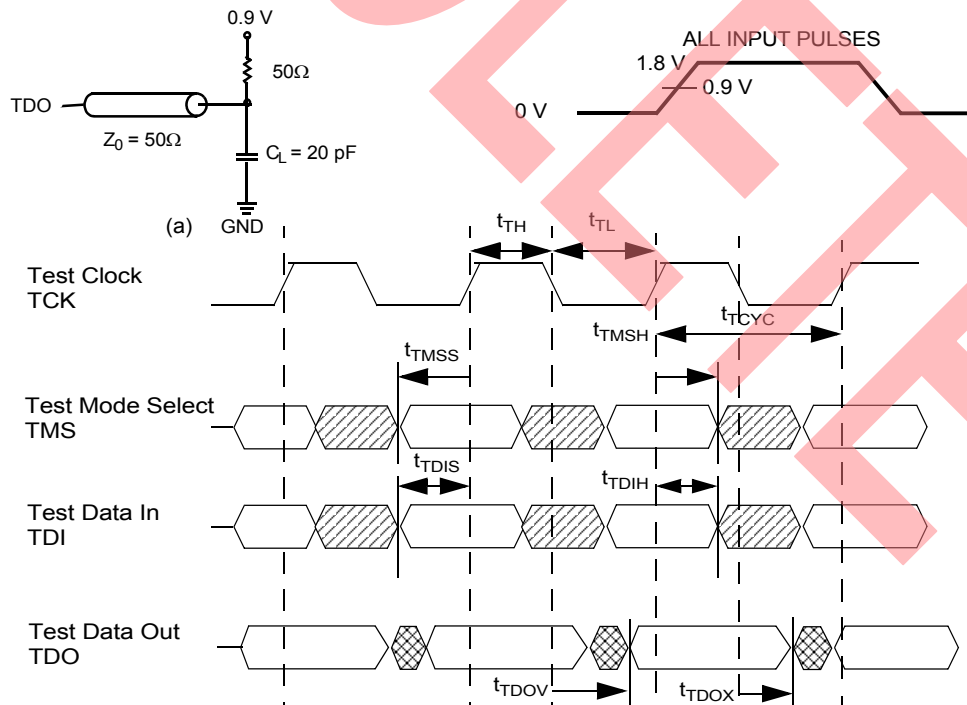 0.9 V
50Ω
TDO
Z0 = 50Ω
CL = 20 pF
(a)
GND
ALL INPUT PULSES
1.8 V
0.9 V
0 V
tTH
tTL
Test Clock
TCK
tTMSH
tTCYC
tTMSS
Test Mode Select
TMS
tTDIS
tTDIH
Test Data In
TDI
Test Data Out
TDO
tTDOV
tTDOX